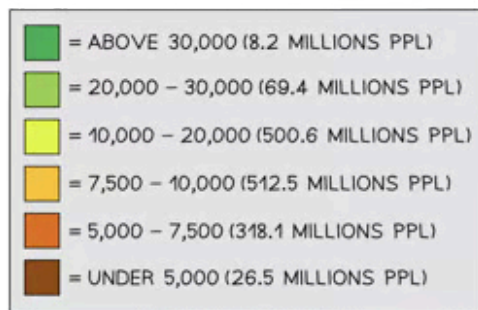 = ABOVE 30,000 (8.2 MILLIONS PPL)
= 20,000 – 30,000 (69.4 MILLIONS PPL)
= 10,000 – 20,000 (500.6 MILLIONS PPL)
= 7,500 – 10,000 (512.5 MILLIONS PPL)
= 5,000 – 7,500 (318.1 MILLIONS PPL)
= UNDER 5,000 (26.5 MILLIONS PPL)